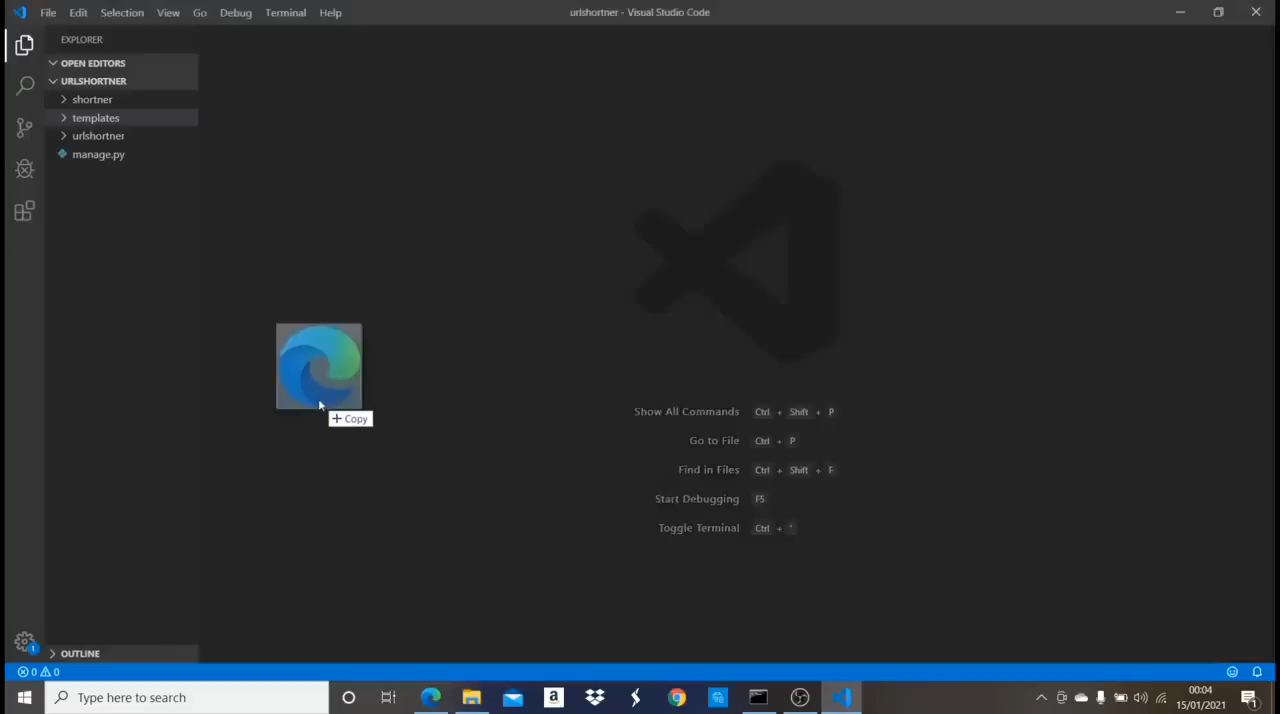 File Edit Selection View Go Debug Terminal Help
urlshortner - Visual Studio Code
EXPLORER
OPEN EDITORS
URLSHORTNER
shortner
templates
urlshortner
manage.py
+ Copy
Show All Commands Ctrl + Shift + P
Go to File Ctrl + P
Find in Files Ctrl + Shift + F
Start Debugging F5
Toggle Terminal Ctrl + '
OUTLINE
0 0
1
Type here to search
a
00:04
15/01/2021
1